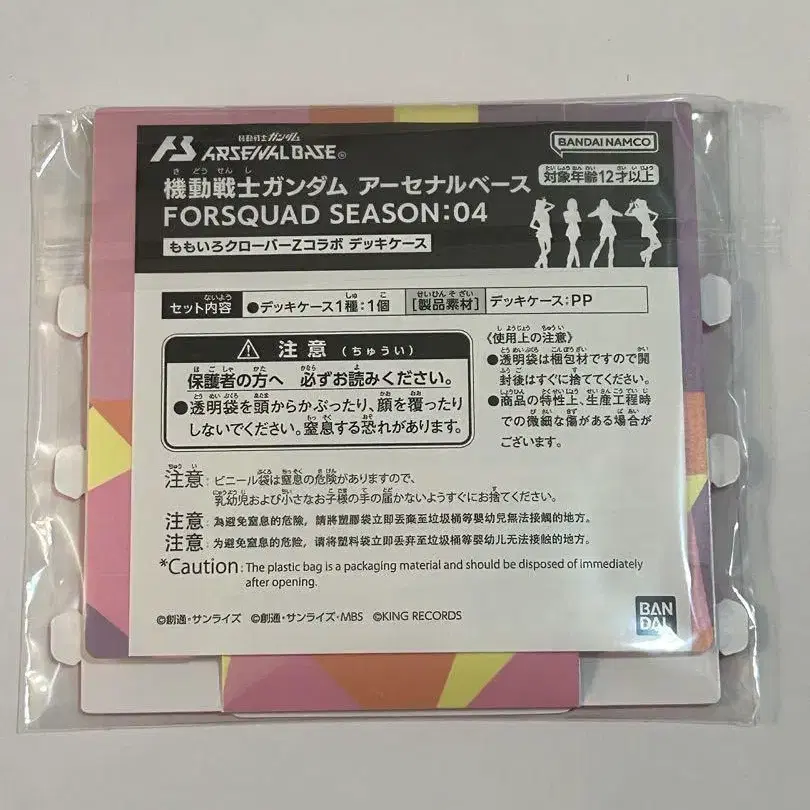 機動戦士ガンダム
ARSENAL BASE®
BANDAI NAMCO
機動戦士ガンダム アーセナルベース
対象年齢12才以上
FORSQUAD SEASON:04
ももいろクローバーZコラボ デッキケース
セット内容 ●デッキケース1種:1個 [製品素材] デッキケース:PP
⚠ 注意 (ちゅうい)
保護者の方へ 必ずお読みください。
●透明袋を頭からかぶったり、顔を覆ったり
しないでください。窒息する恐れがあります。
《使用上の注意》
●透明袋は梱包材ですので開
封後はすぐに捨ててください。
●商品の特性上、生産工程時
での微細な傷がある場合が
ございます。
注意:ビニール袋は窒息の危険がありますので、
乳幼児および小さなお子様の手の届かないようすぐにお捨てください。
注意:為避免窒息的危險,請將塑膠袋立即丟棄至垃圾桶等嬰幼兒無法接觸的地方。
注意:为避免窒息的危险,请将塑料袋立即丢弃至垃圾桶等婴幼儿无法接触的地方。
*Caution: The plastic bag is a packaging material and should be disposed of immediately
after opening.
©創通・サンライズ ©創通・サンライズ・MBS ©KING RECORDS
BAN
DAI